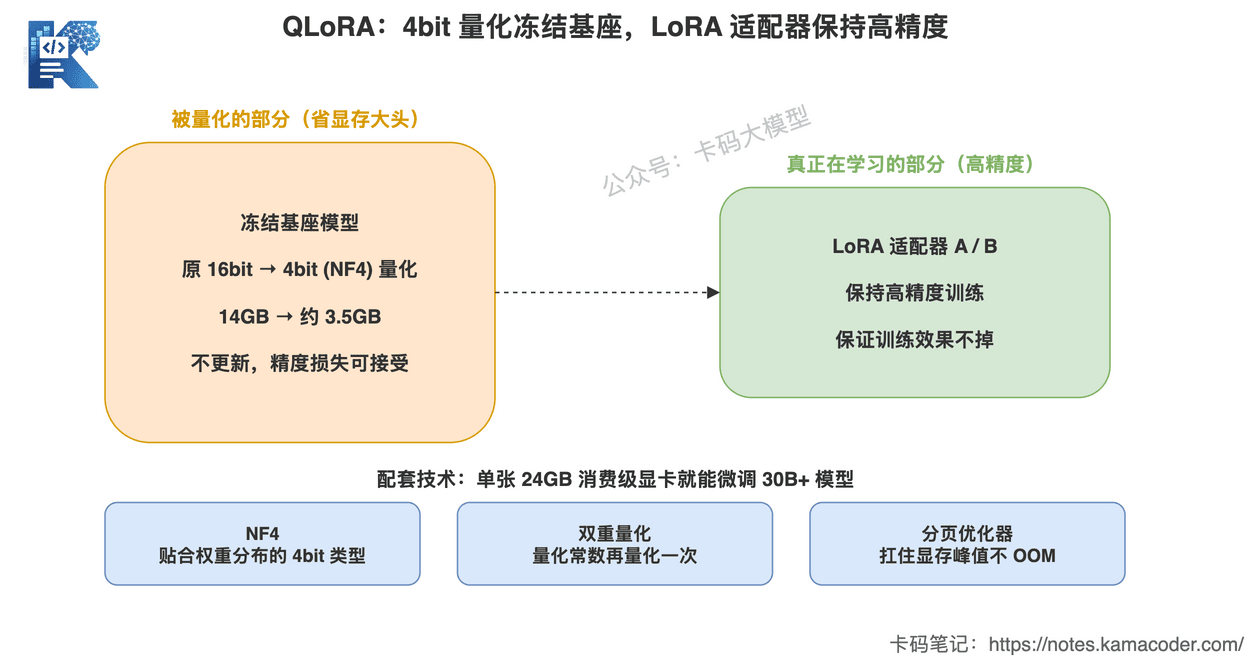 QLoRA：4bit 量化冻结基座，LoRA 适配器保持高精度
</>
被量化的部分（省显存大头）
公众号：卡码大模型
真正在学习的部分（高精度）
冻结基座模型
原 16bit → 4bit (NF4) 量化
14GB → 约 3.5GB
不更新，精度损失可接受
LoRA 适配器 A / B
保持高精度训练
保证训练效果不掉
配套技术：单张 24GB 消费级显卡就能微调 30B+ 模型
NF4
贴合权重分布的 4bit 类型
双重量化
量化常数再量化一次
分页优化器
扛住显存峰值不 OOM
卡码笔记：https://notes.kamacoder.com/